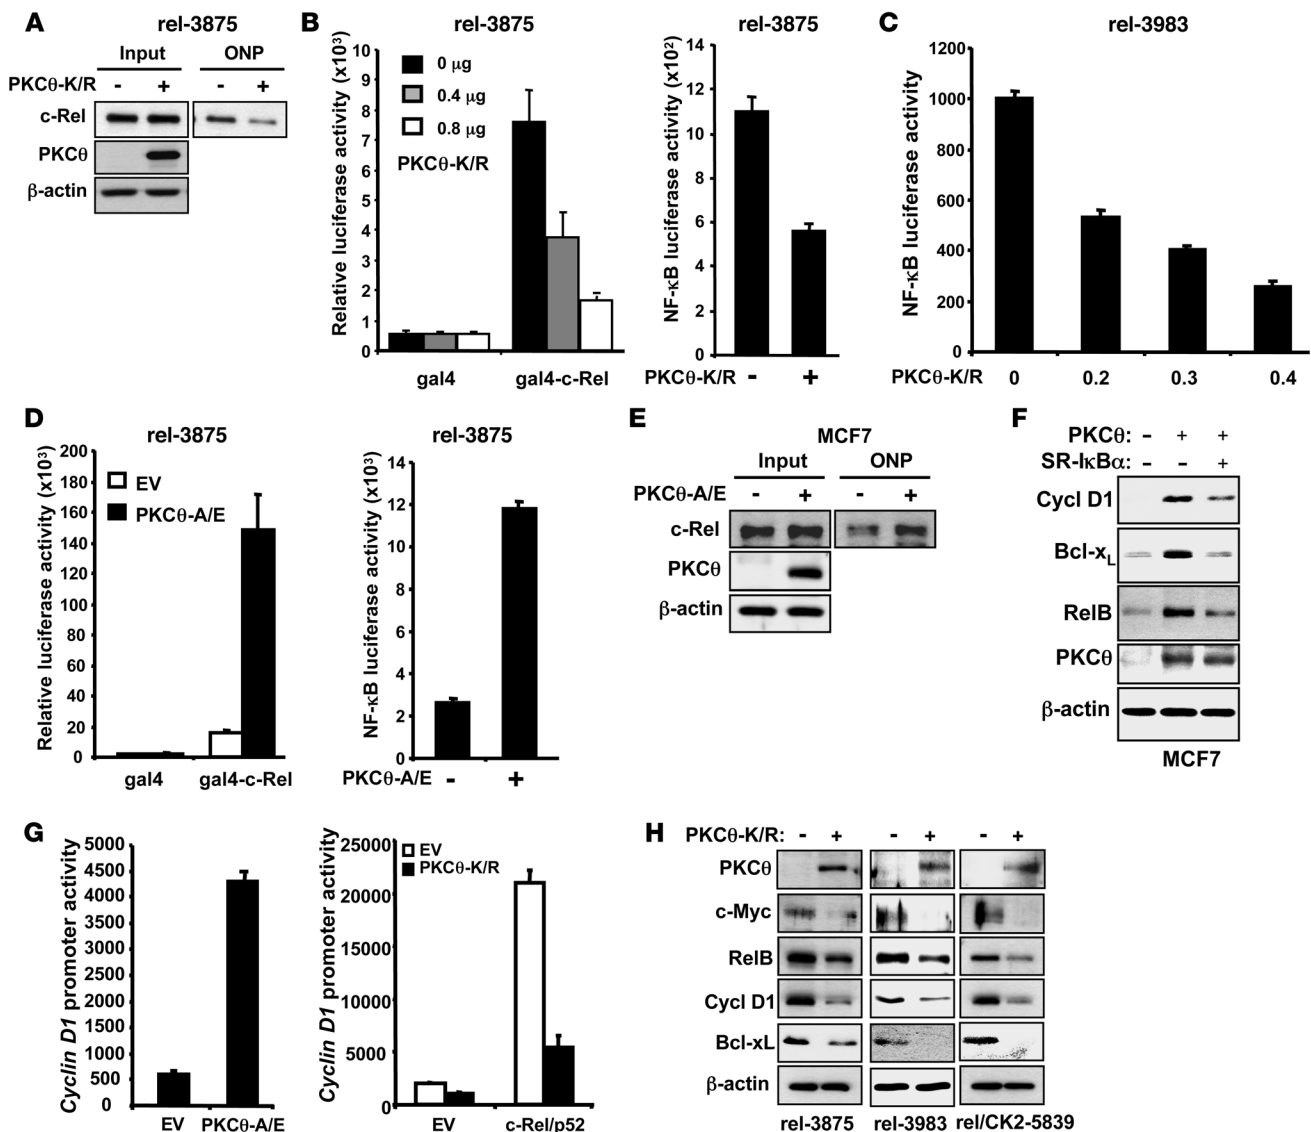 A
rel-3875
Input ONP
PKCθ-K/R - + - +
c-Rel
PKCθ
β-actin
B
rel-3875
Relative luciferase activity (x10³)
10
9
8
7
6
5
4
3
2
1
0
0 μg
0.4 μg
0.8 μg
PKCθ-K/R
gal4 gal4-c-Rel
rel-3875
NF-κB luciferase activity (x10²)
14
12
10
8
6
4
2
0
PKCθ-K/R - +
C
rel-3983
NF-κB luciferase activity
1200
1000
800
600
400
200
0
PKCθ-K/R 0 0.2 0.3 0.4
D
rel-3875
Relative luciferase activity (x10³)
200
180
160
140
120
100
80
60
40
20
0
EV
PKCθ-A/E
gal4 gal4-c-Rel
rel-3875
NF-κB luciferase activity (x10³)
14
12
10
8
6
4
2
0
PKCθ-A/E - +
E
MCF7
Input ONP
PKCθ-A/E - + - +
c-Rel
PKCθ
β-actin
F
PKCθ: - + +
SR-IκBα: - - +
Cycl D1
Bcl-xL
RelB
PKCθ
β-actin
MCF7
G
Cyclin D1 promoter activity
5000
4500
4000
3500
3000
2500
2000
1500
1000
500
0
EV PKCθ-A/E
Cyclin D1 promoter activity
25000
20000
15000
10000
5000
0
EV
PKCθ-K/R
EV c-Rel/p52
H
PKCθ-K/R: - + - + - +
PKCθ
c-Myc
RelB
Cycl D1
Bcl-xL
β-actin
rel-3875 rel-3983 rel/CK2-5839